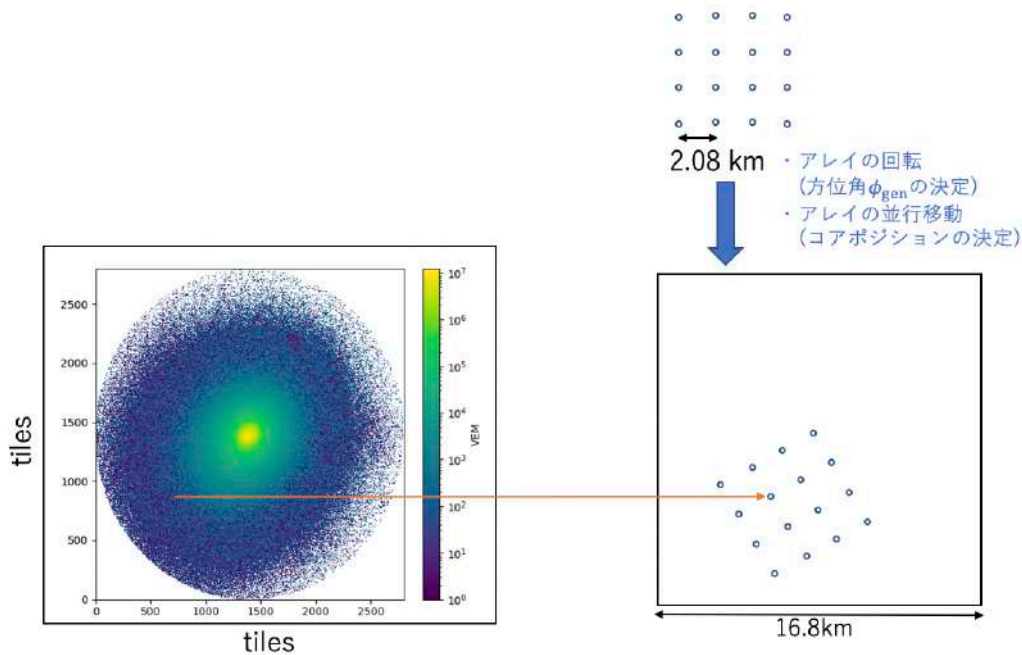 2.08 km
・アレイの回転
(方位角ϕgenの決定)
・アレイの並行移動
(コアポジションの決定)
tiles
2500
2000
1500
1000
500
0
0 500 1000 1500 2000 2500
tiles
10⁷
10⁶
10⁵
10⁴
10³
10²
10¹
10⁰
VEM
16.8km